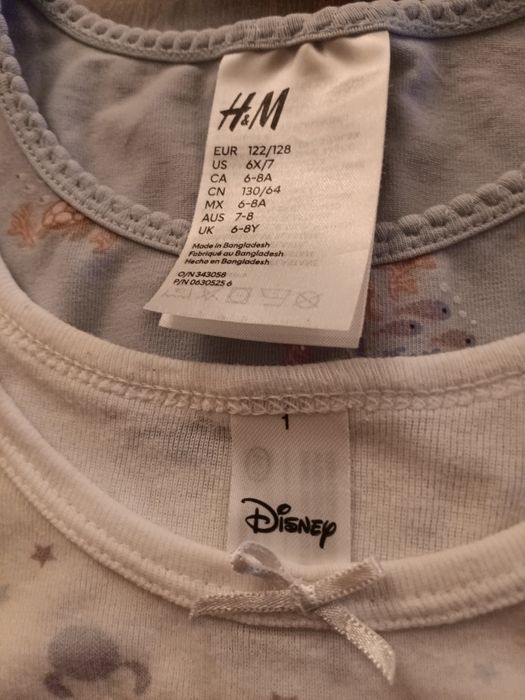 H&M
EUR 122/128
US 6X/7
CA 6-8A
CN 130/64
MX 6-8A
AUS 7-8
UK 6-8Y
Made in Bangladesh
Fabriqué au Bangladesh
Hecho en Bangladesh
O/N 343058
P/N 0630525 6
1
Disney